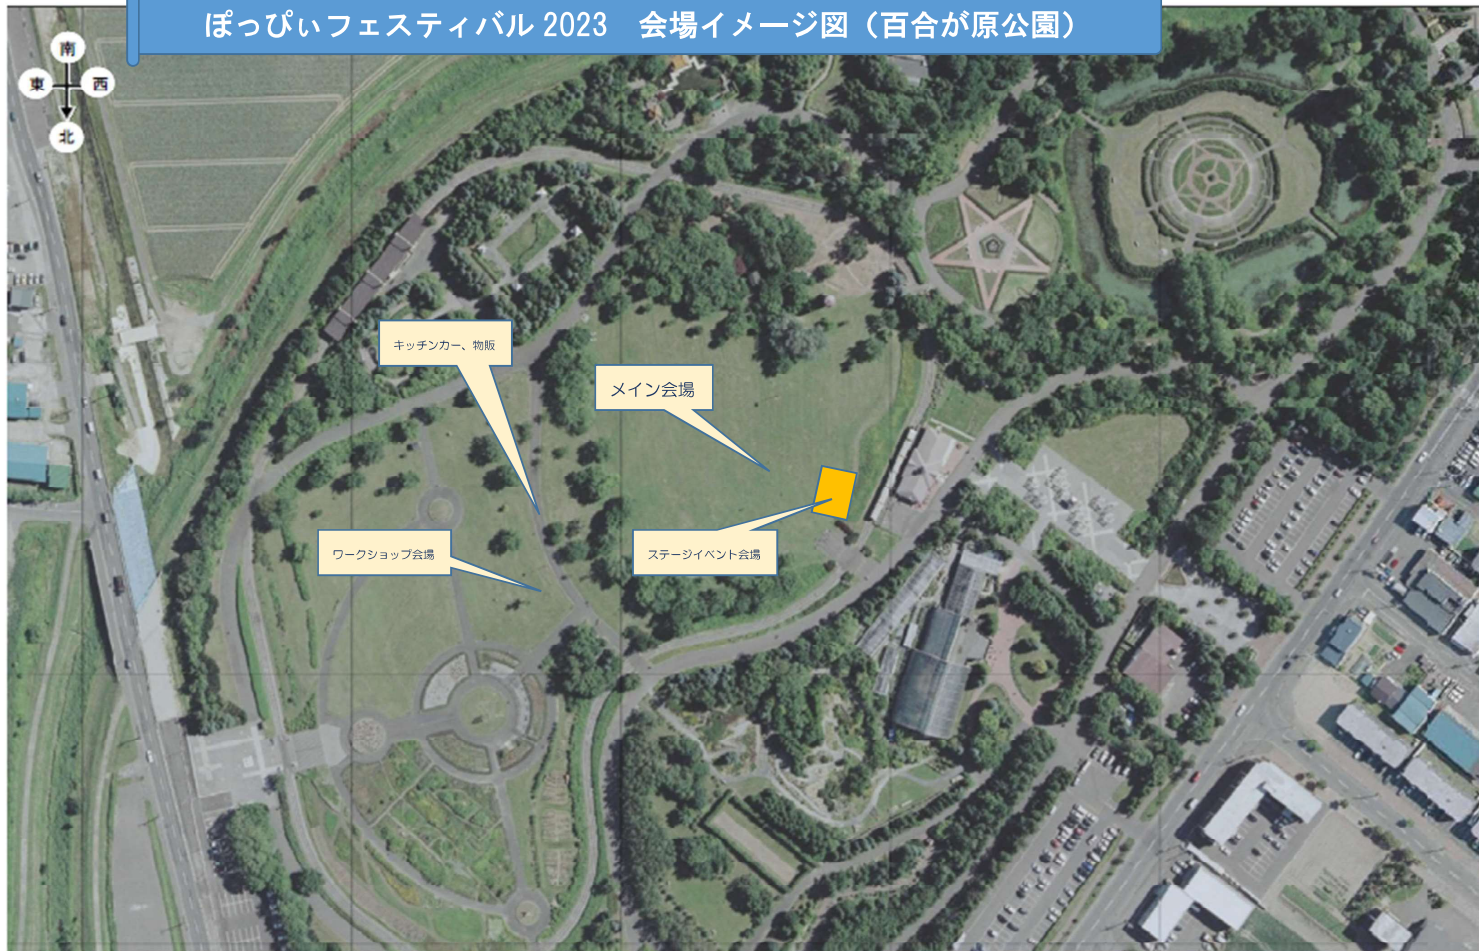 ぽっぴぃフェスティバル 2023　会場イメージ図（百合が原公園）
南
東 西
北
キッチンカー、物販
メイン会場
ワークショップ会場
ステージイベント会場